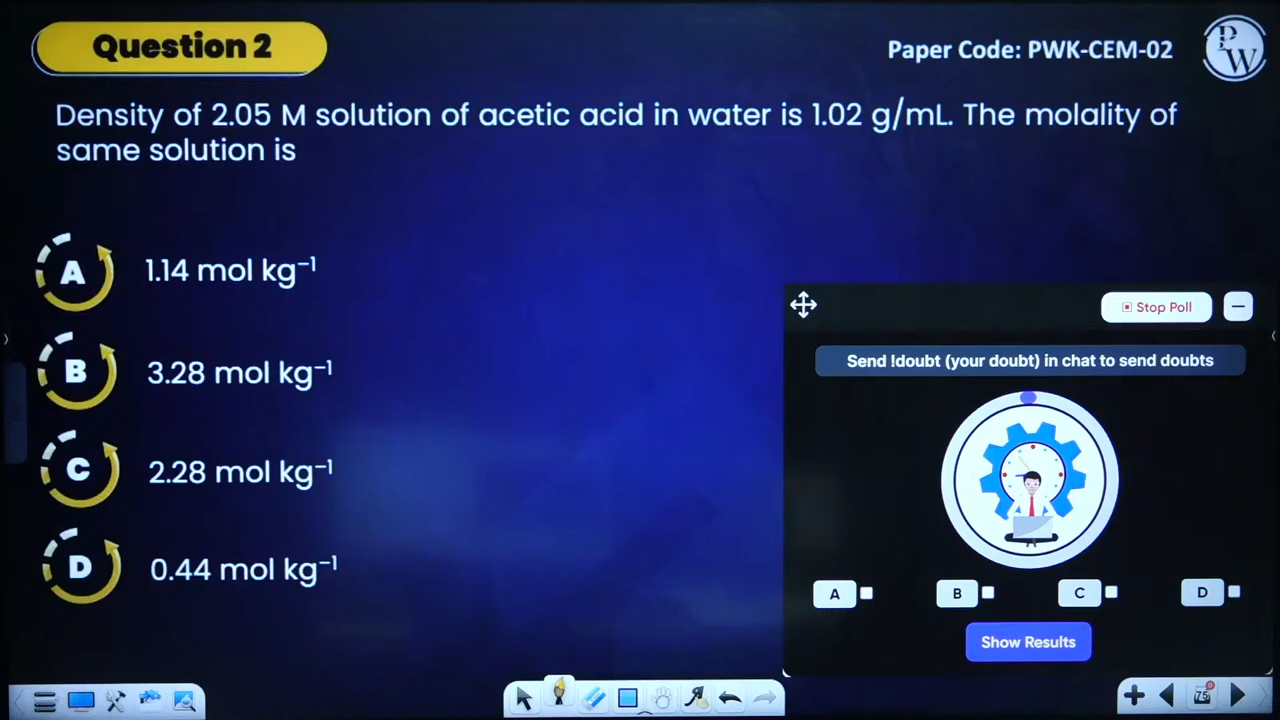 Question 2
Paper Code: PWK-CEM-02
PW
Density of 2.05 M solution of acetic acid in water is 1.02 g/mL. The molality of
same solution is
A 1.14 mol kg⁻¹
B 3.28 mol kg⁻¹
C 2.28 mol kg⁻¹
D 0.44 mol kg⁻¹
Stop Poll
Send !doubt (your doubt) in chat to send doubts
A B C D
Show Results
75